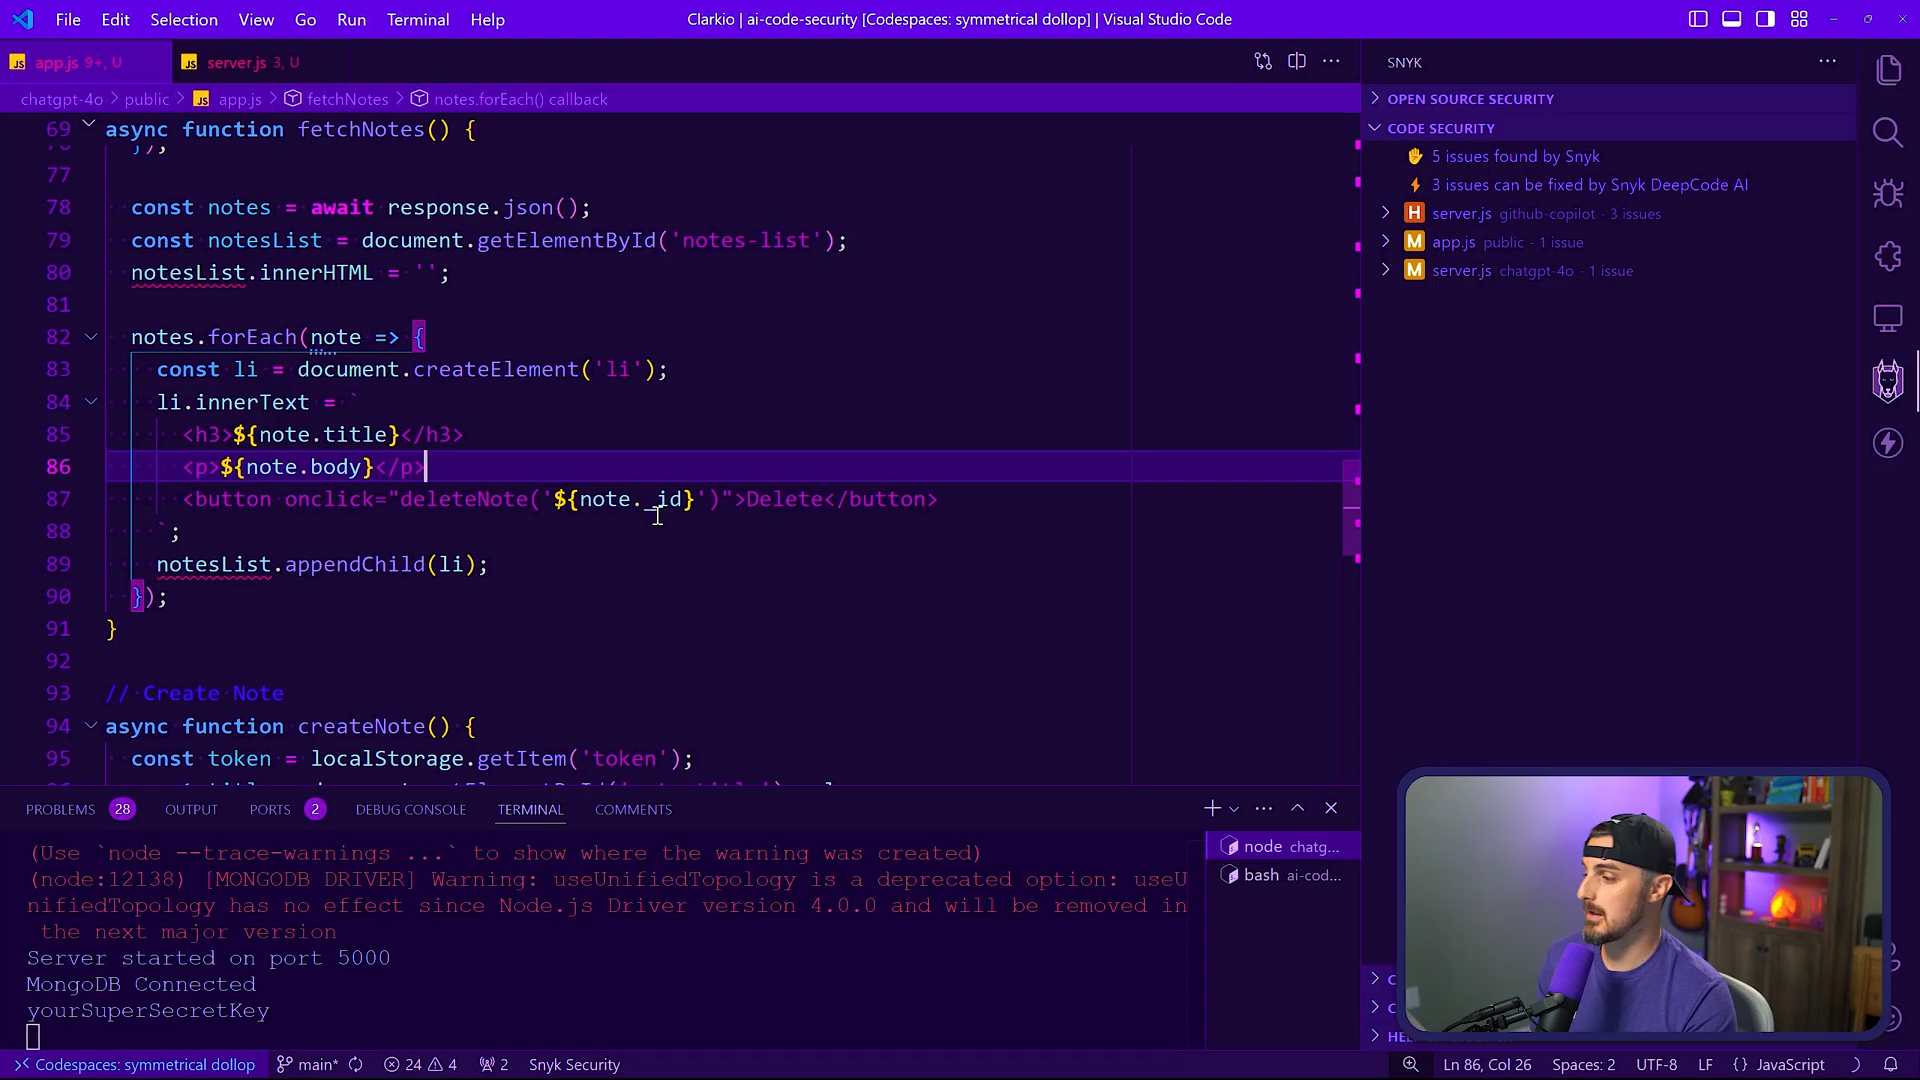 File Edit Selection View Go Run Terminal Help
Clarkio | ai-code-security [Codespaces: symmetrical dollop] | Visual Studio Code
JS app.js 9+, U
JS server.js 3, U
chatgpt-4o > public > JS app.js > fetchNotes > notes.forEach() callback
69 async function fetchNotes() {
77
78 const notes = await response.json();
79 const notesList = document.getElementById('notes-list');
80 notesList.innerHTML = '';
81
82 notes.forEach(note => {
83 const li = document.createElement('li');
84 li.innerText = `
85 <h3>${note.title}</h3>
86 <p>${note.body}</p>
87 <button onclick="deleteNote('${note._id}')">Delete</button>
88 `;
89 notesList.appendChild(li);
90 });
91 }
92
93 // Create Note
94 async function createNote() {
95 const token = localStorage.getItem('token');
PROBLEMS 28 OUTPUT PORTS 2 DEBUG CONSOLE TERMINAL COMMENTS
(Use `node --trace-warnings ...` to show where the warning was created)
(node:12138) [MONGODB DRIVER] Warning: useUnifiedTopology is a deprecated option: useU
nifiedTopology has no effect since Node.js Driver version 4.0.0 and will be removed in
the next major version
Server started on port 5000
MongoDB Connected
yourSuperSecretKey
node chatg...
bash ai-cod...
SNYK
OPEN SOURCE SECURITY
CODE SECURITY
5 issues found by Snyk
3 issues can be fixed by Snyk DeepCode AI
H server.js github-copilot - 3 issues
M app.js public - 1 issue
M server.js chatgpt-4o - 1 issue
Codespaces: symmetrical dollop main* 24 4 2 Snyk Security
Ln 86, Col 26 Spaces: 2 UTF-8 LF {} JavaScript